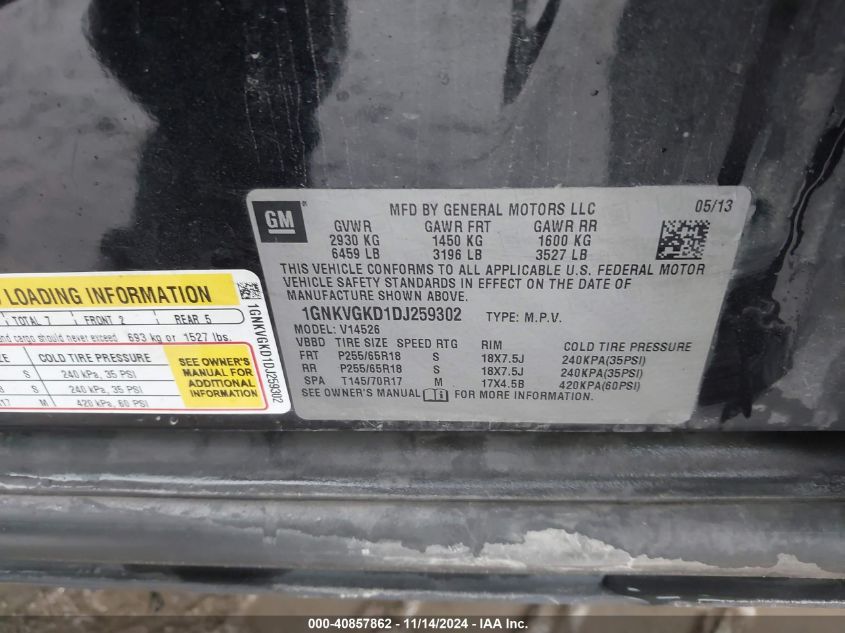 GM
MFD BY GENERAL MOTORS LLC
05/13
GVWR GAWR FRT GAWR RR
2930 KG 1450 KG 1600 KG
6459 LB 3196 LB 3527 LB
THIS VEHICLE CONFORMS TO ALL APPLICABLE U.S. FEDERAL MOTOR
VEHICLE SAFETY STANDARDS IN EFFECT ON THE DATE OF
MANUFACTURE SHOWN ABOVE.
1GNKVGKD1DJ259302 TYPE: M.P.V.
MODEL: V14526
VBBD TIRE SIZE SPEED RTG RIM COLD TIRE PRESSURE
FRT P255/65R18 S 18X7.5J 240KPA(35PSI)
RR P255/65R18 S 18X7.5J 240KPA(35PSI)
SPA T145/70R17 M 17X4.5B 420KPA(60PSI)
SEE OWNER'S MANUAL FOR MORE INFORMATION.
LOADING INFORMATION
TOTAL 7 FRONT 2 REAR 5
and cargo should never exceed 693 kg or 1527 lbs.
COLD TIRE PRESSURE
S 240 kPA, 35 PSI
S 240 kPA, 35 PSI
M 420 kPA, 60 PSI
SEE OWNER'S
MANUAL FOR
ADDITIONAL
INFORMATION
1GNKVGKD1DJ259302
000-40857862 - 11/14/2024 - IAA Inc.